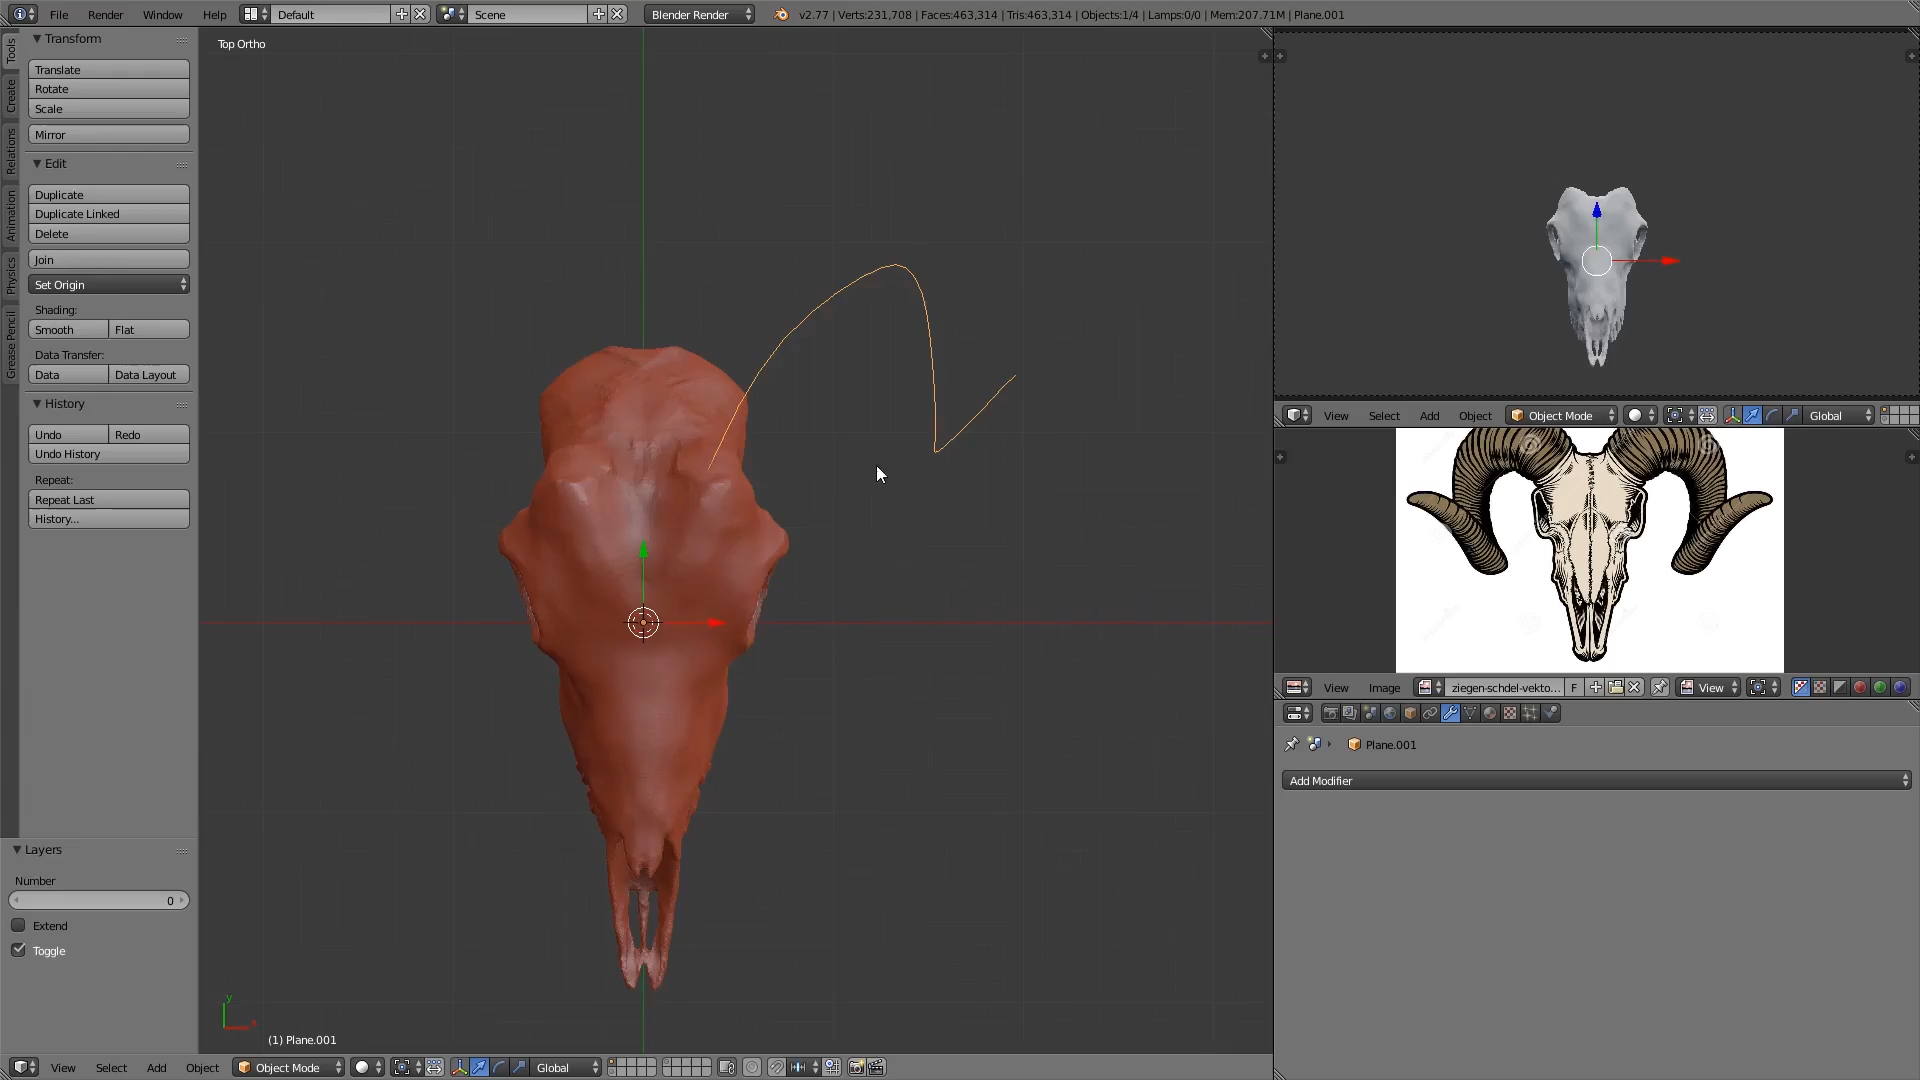 File Render Window Help Default Scene Blender Render v2.77 | Verts:231,708 | Faces:463,314 | Tris:463,314 | Objects:1/4 | Lamps:0/0 | Mem:207.71M | Plane.001
Tools
Create
Relations
Animation
Physics
Grease Pencil
Transform
Translate
Rotate
Scale
Mirror
Edit
Duplicate
Duplicate Linked
Delete
Join
Set Origin
Shading:
Smooth Flat
Data Transfer:
Data Data Layout
History
Undo Redo
Undo History
Repeat:
Repeat Last
History...
Layers
Number
0
Extend
Toggle
Top Ortho
y
x
(1) Plane.001
View Select Add Object Object Mode Global
View Select Add Object Object Mode Global
View Image ziegen-schdel-vekto... F View
Plane.001
Add Modifier